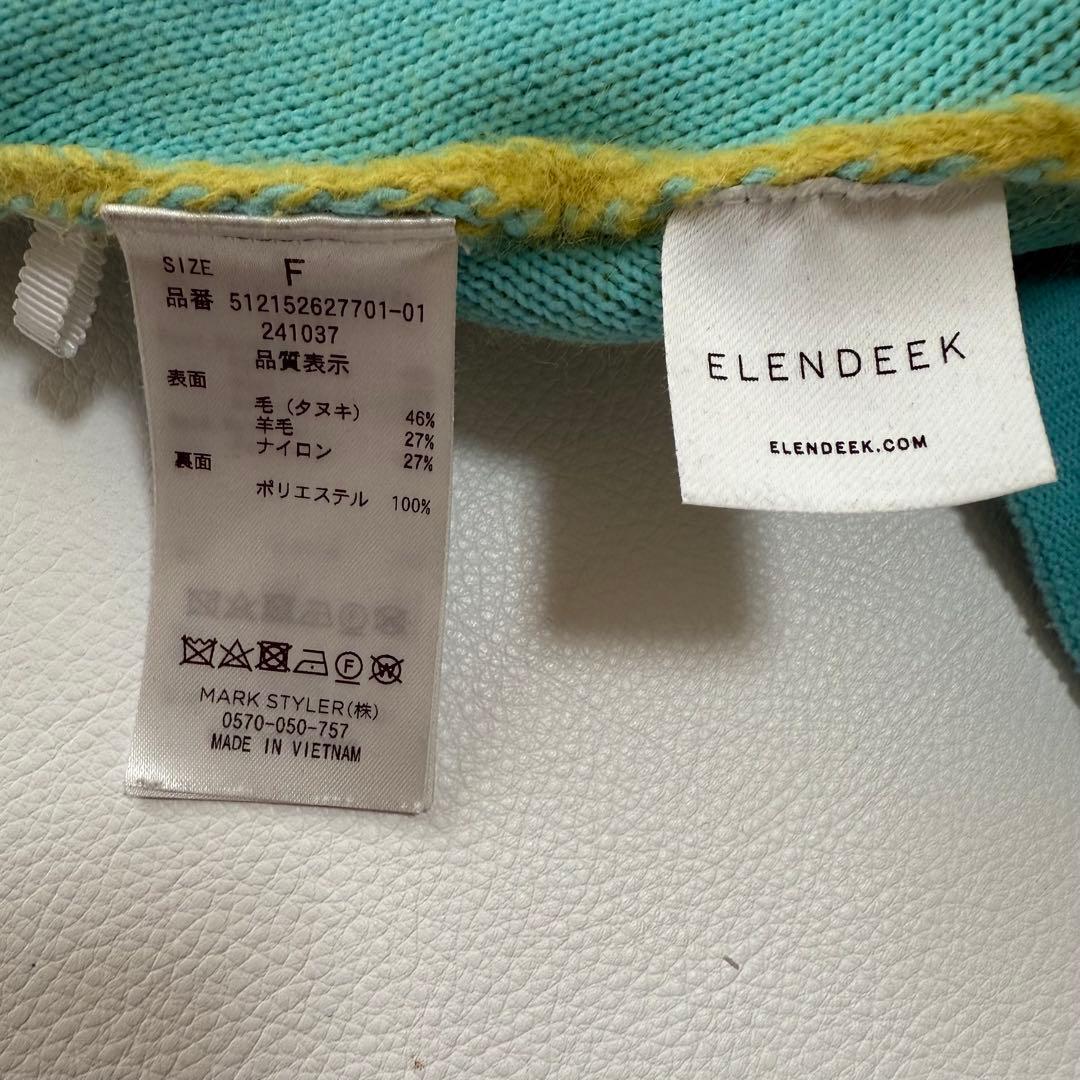 SIZE F
品番 512152627701-01
241037
品質表示
表面
毛（タヌキ） 46%
羊毛 27%
ナイロン 27%
裏面
ポリエステル 100%
F W
MARK STYLER(株)
0570-050-757
MADE IN VIETNAM
ELENDEEK
ELENDEEK.COM